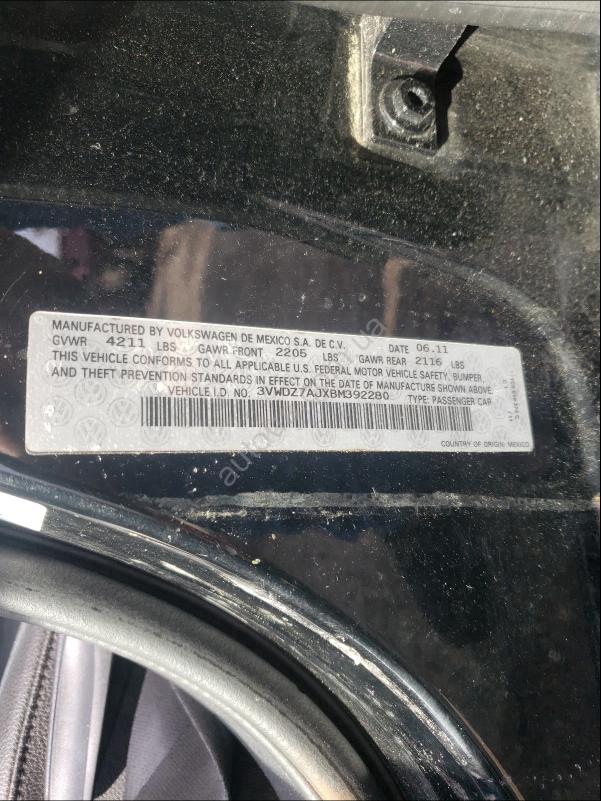 MANUFACTURED BY VOLKSWAGEN DE MEXICO S.A. DE C.V. DATE 06.11
GVWR 4211 LBS GAWR FRONT 2205 LBS GAWR REAR 2116 LBS
THIS VEHICLE CONFORMS TO ALL APPLICABLE U.S. FEDERAL MOTOR VEHICLE SAFETY, BUMPER,
AND THEFT PREVENTION STANDARDS IN EFFECT ON THE DATE OF MANUFACTURE SHOWN ABOVE.
VEHICLE I.D NO. 3VWDZ7AJXBM392280 TYPE: PASSENGER CAR
COUNTRY OF ORIGIN: MEXICO